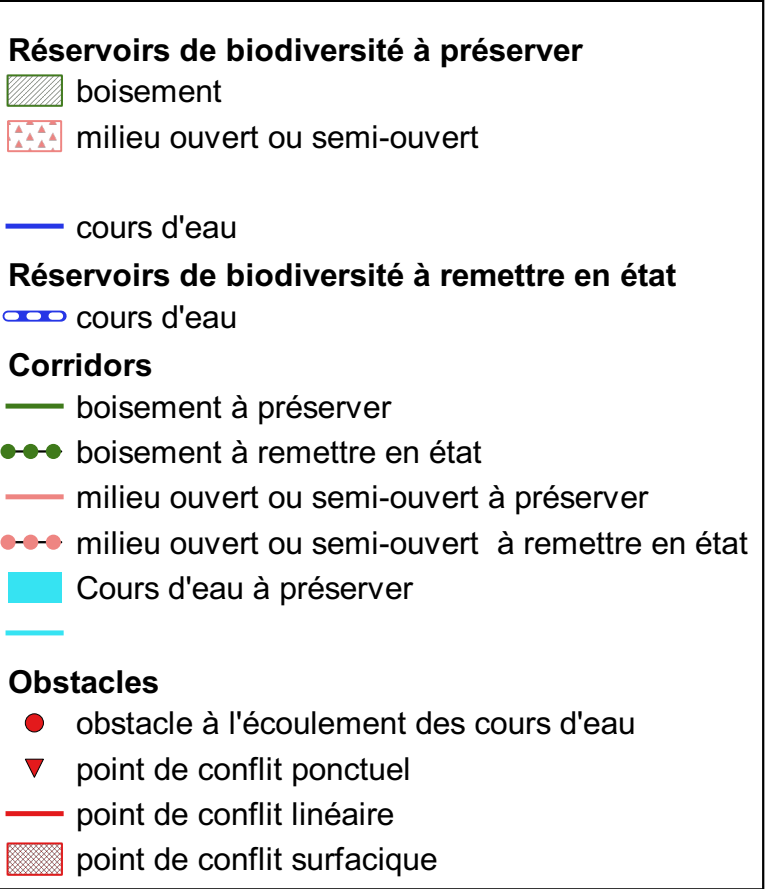 Réservoirs de biodiversité à préserver
boisement
milieu ouvert ou semi-ouvert
cours d'eau
Réservoirs de biodiversité à remettre en état
cours d'eau
Corridors
boisement à préserver
boisement à remettre en état
milieu ouvert ou semi-ouvert à préserver
milieu ouvert ou semi-ouvert à remettre en état
Cours d'eau à préserver
Obstacles
obstacle à l'écoulement des cours d'eau
point de conflit ponctuel
point de conflit linéaire
point de conflit surfacique